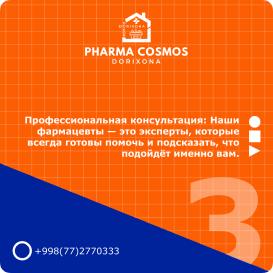 DORIXONA
PHARMA COSMOS
DORIXONA
Профессиональная консультация: Наши
фармацевты — это эксперты, которые
всегда готовы помочь и подсказать, что
подойдёт именно вам.
3
+998(77)2770333